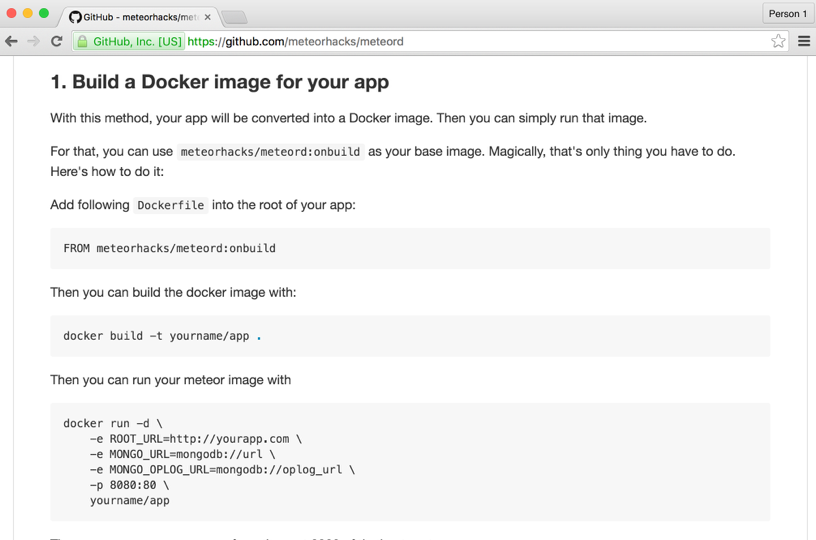 GitHub - meteorhacks/met
Person 1
GitHub, Inc. [US] https://github.com/meteorhacks/meteord
1. Build a Docker image for your app
With this method, your app will be converted into a Docker image. Then you can simply run that image.
For that, you can use meteorhacks/meteord:onbuild as your base image. Magically, that's only thing you have to do.
Here's how to do it:
Add following Dockerfile into the root of your app:
FROM meteorhacks/meteord:onbuild
Then you can build the docker image with:
docker build -t yourname/app .
Then you can run your meteor image with
docker run -d \
-e ROOT_URL=http://yourapp.com \
-e MONGO_URL=mongodb://url \
-e MONGO_OPLOG_URL=mongodb://oplog_url \
-p 8080:80 \
yourname/app